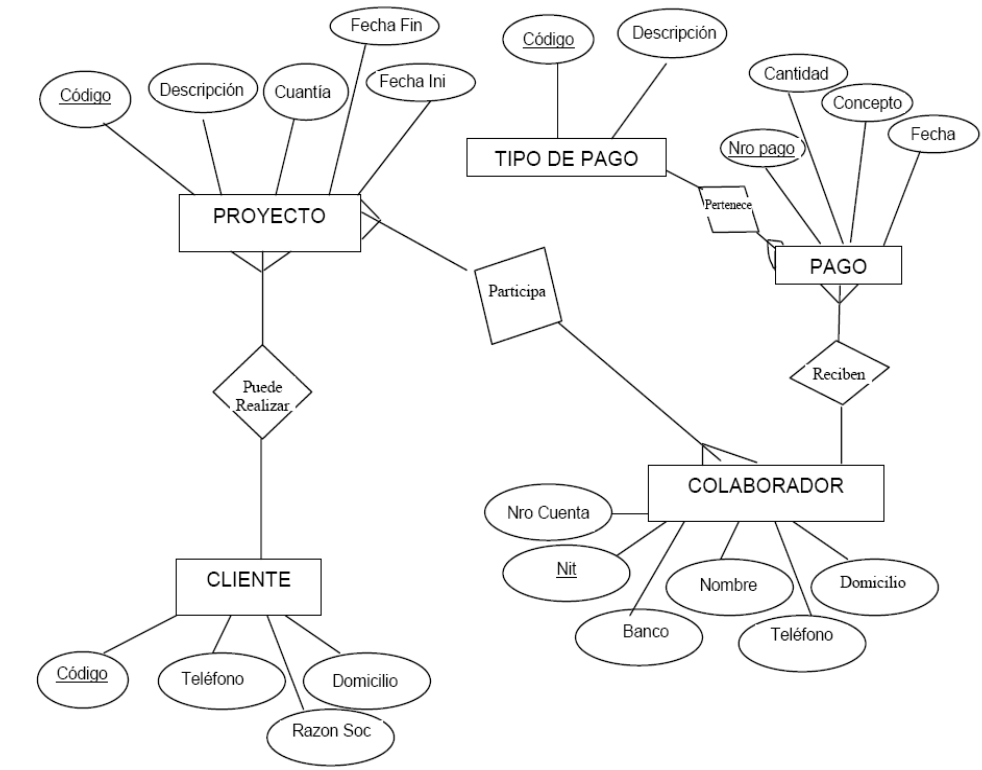 Fecha Fin
Código
Descripción
Código
Descripción
Cuantía
Fecha Ini
Cantidad
Concepto
Fecha
Nro pago
TIPO DE PAGO
PROYECTO
Pertenece
PAGO
Participa
Puede
Realizar
Reciben
COLABORADOR
Nro Cuenta
Nit
Nombre
Domicilio
Banco
Teléfono
CLIENTE
Código
Teléfono
Domicilio
Razon Soc